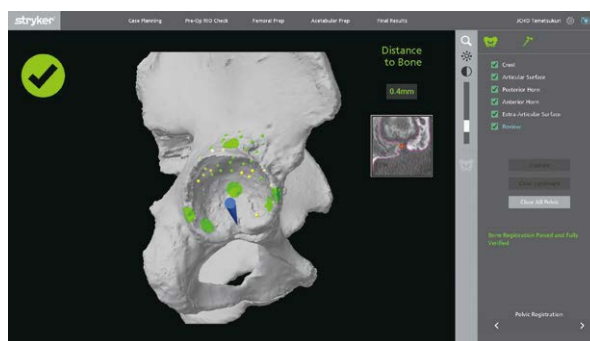 stryker
Case Planning
Pre-Op RIO Check
Femoral Prep
Acetabular Prep
Final Results
Distance
to Bone
0.4mm
Crest
Articular Surface
Posterior Horn
Anterior Horn
Extra-Articular Surface
Review
Clear All Points
Bone Registration Passed and Fully
Verified
Pelvic Registration